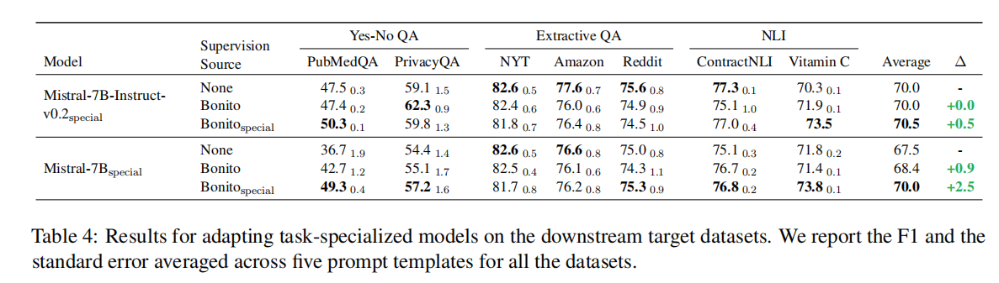 Model Supervision Source Yes-No QA Extractive QA NLI Average Δ
PubMedQA PrivacyQA NYT Amazon Reddit ContractNLI Vitamin C
Mistral-7B-Instruct-v0.2special
None 47.5 0.3 59.1 1.5 82.6 0.5 77.6 0.7 75.6 0.8 77.3 0.1 70.3 0.1 70.0 -
Bonito 47.4 0.2 62.3 0.9 82.4 0.6 76.0 0.6 74.9 0.9 75.1 1.0 71.9 0.1 70.0 +0.0
Bonitospecial 50.3 0.1 59.8 1.3 81.8 0.7 76.4 0.8 74.5 1.0 77.0 0.4 73.5 70.5 +0.5
Mistral-7Bspecial
None 36.7 1.9 54.4 1.4 82.6 0.5 76.6 0.8 75.0 0.8 75.1 0.3 71.8 0.2 67.5 -
Bonito 42.7 1.2 55.1 1.7 82.5 0.4 76.1 0.6 74.3 1.1 76.7 0.2 71.4 0.1 68.4 +0.9
Bonitospecial 49.3 0.4 57.2 1.6 81.7 0.8 76.2 0.8 75.3 0.9 76.8 0.2 73.8 0.1 70.0 +2.5
Table 4: Results for adapting task-specialized models on the downstream target datasets. We report the F1 and the
standard error averaged across five prompt templates for all the datasets.